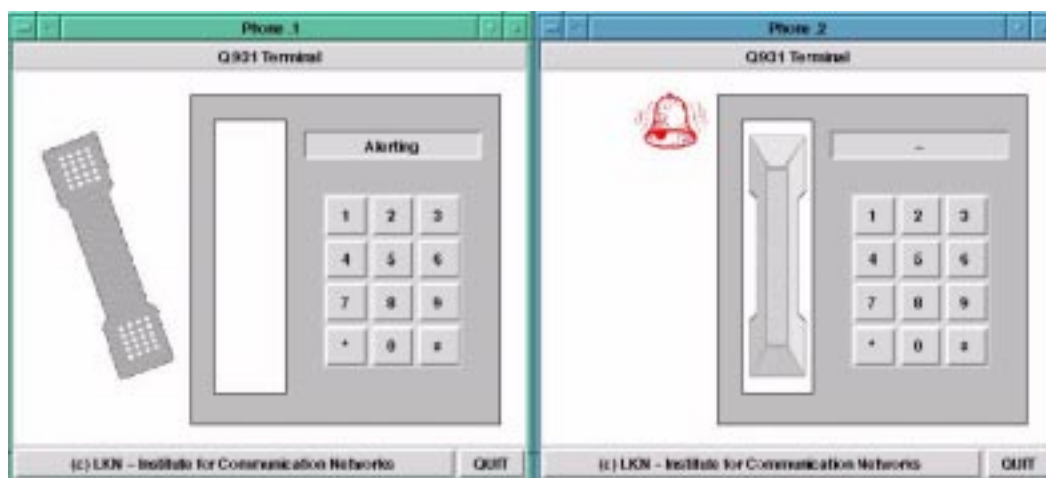 Phone .1
Q931 Terminal
Alerting
1 2 3
4 5 6
7 8 9
* 0 #
(c) LKN – Institute for Communication Networks QUIT
Phone .2
Q931 Terminal
–
1 2 3
4 5 6
7 8 9
* 0 #
(c) LKN – Institute for Communication Networks QUIT